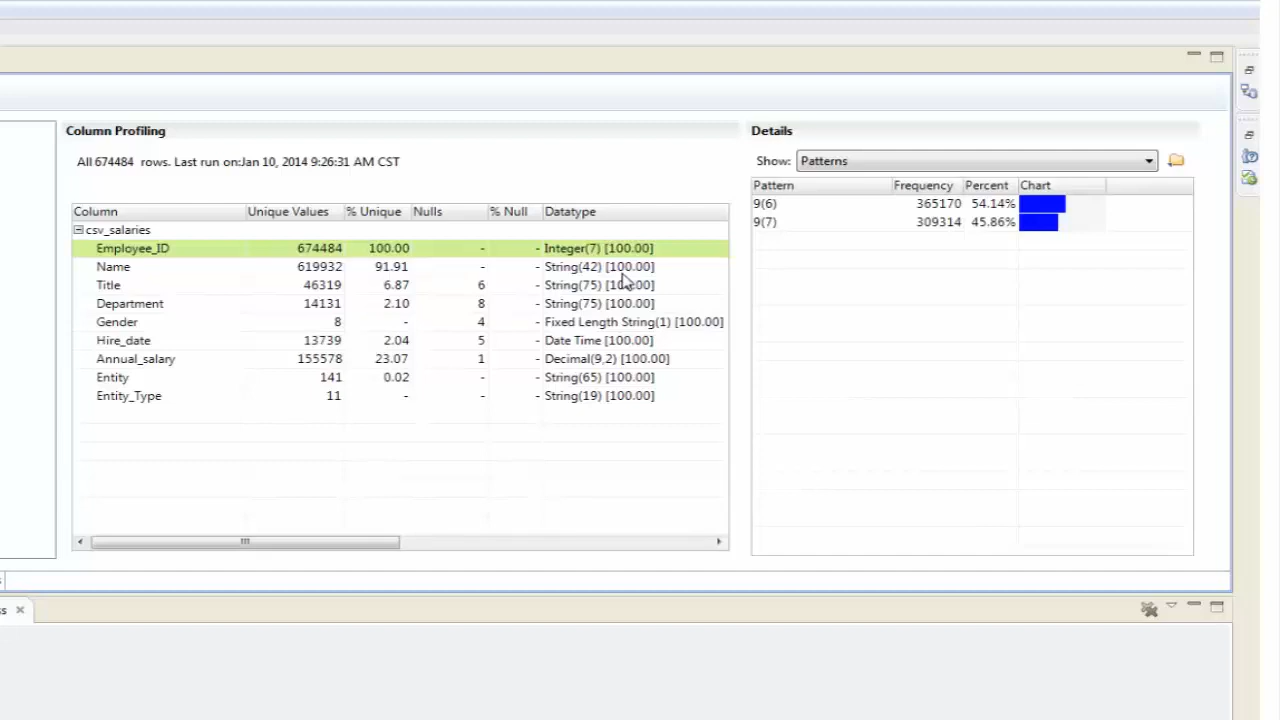 Column Profiling
Details
All 674484 rows. Last run on:Jan 10, 2014 9:26:31 AM CST
Show: Patterns
Pattern Frequency Percent Chart
9(6) 365170 54.14%
9(7) 309314 45.86%
Column Unique Values % Unique Nulls % Null Datatype
csv_salaries
Employee_ID 674484 100.00 - - Integer(7) [100.00]
Name 619932 91.91 - - String(42) [100.00]
Title 46319 6.87 6 - String(75) [100.00]
Department 14131 2.10 8 - String(75) [100.00]
Gender 8 - 4 - Fixed Length String(1) [100.00]
Hire_date 13739 2.04 5 - Date Time [100.00]
Annual_salary 155578 23.07 1 - Decimal(9,2) [100.00]
Entity 141 0.02 - - String(65) [100.00]
Entity_Type 11 - - - String(19) [100.00]